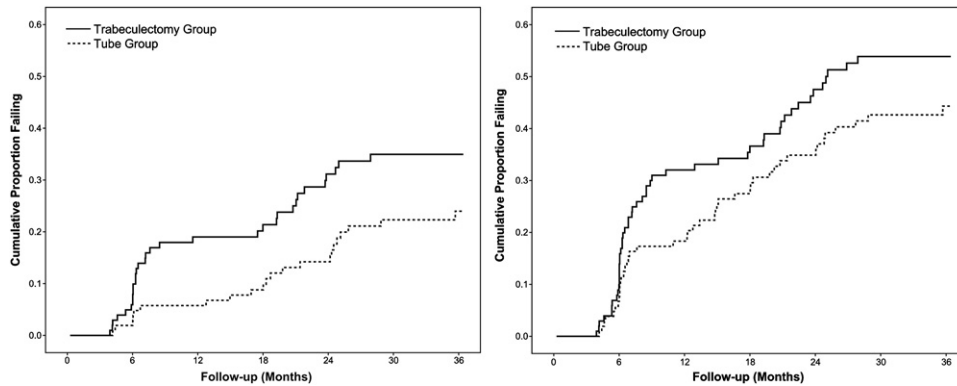 Trabeculectomy Group
Tube Group
Cumulative Proportion Failing
0.6
0.5
0.4
0.3
0.2
0.1
0.0
0 6 12 18 24 30 36
Follow-up (Months)
Trabeculectomy Group
Tube Group
Cumulative Proportion Failing
0.6
0.5
0.4
0.3
0.2
0.1
0.0
0 6 12 18 24 30 36
Follow-up (Months)